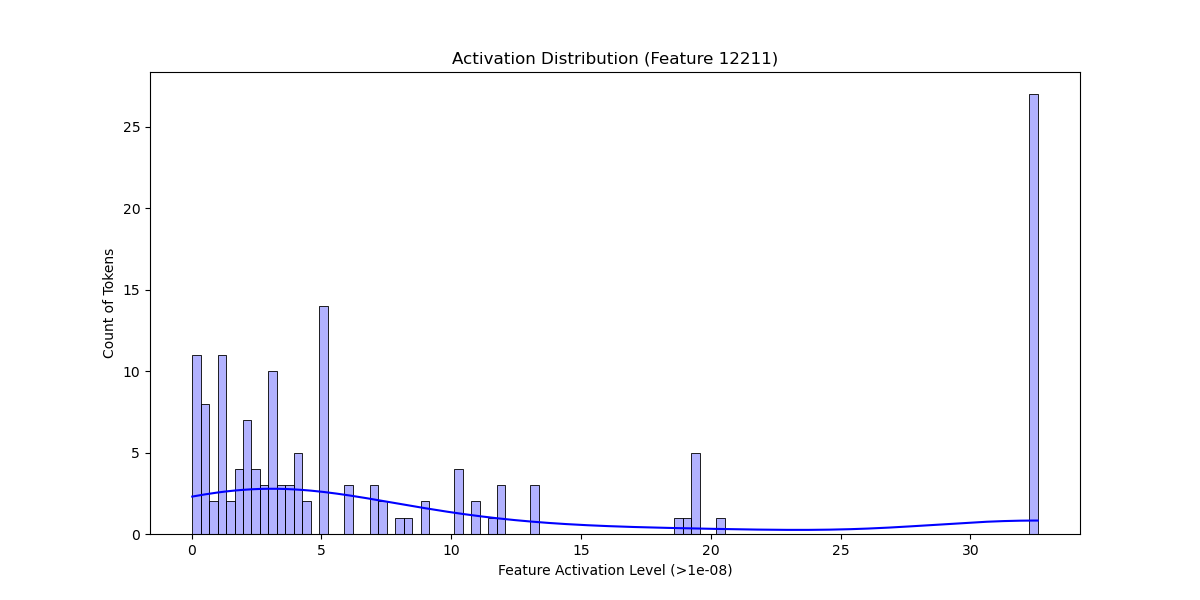 Activation Distribution (Feature 12211)
Count of Tokens
25
20
15
10
5
0
0 5 10 15 20 25 30
Feature Activation Level (>1e-08)